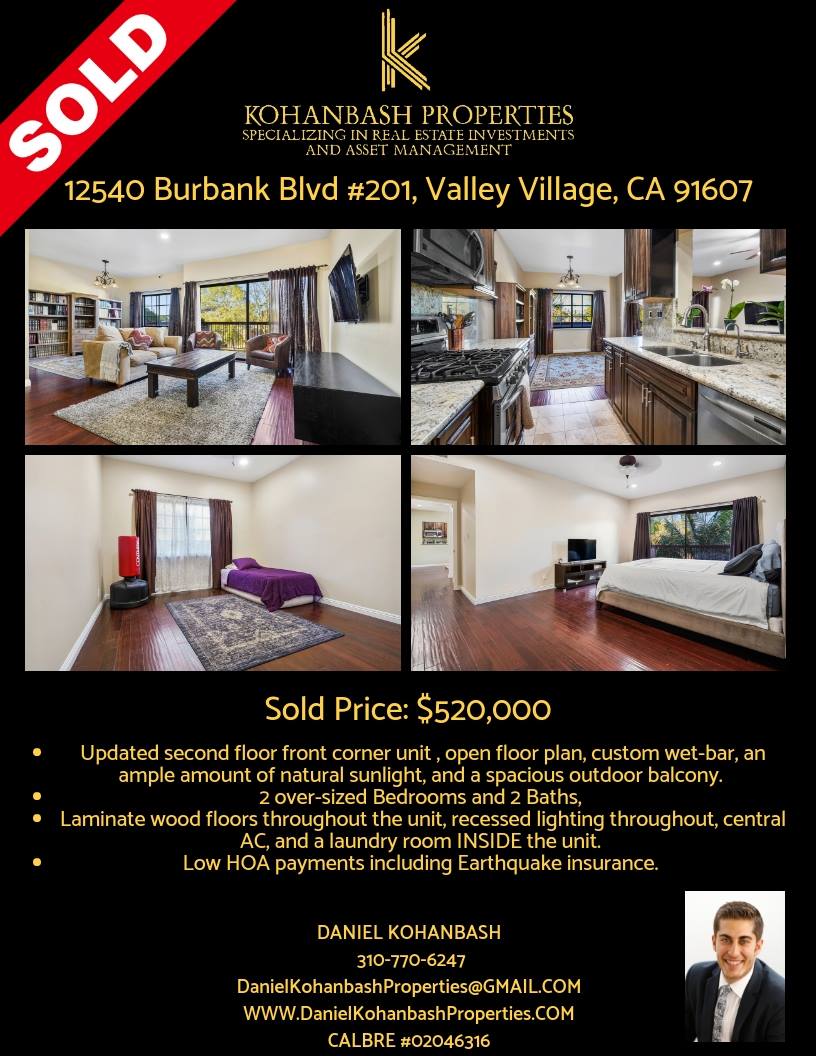 SOLD
KOHANBASH PROPERTIES
SPECIALIZING IN REAL ESTATE INVESTMENTS
AND ASSET MANAGEMENT
12540 Burbank Blvd #201, Valley Village, CA 91607
Sold Price: $520,000
• Updated second floor front corner unit , open floor plan, custom wet-bar, an
ample amount of natural sunlight, and a spacious outdoor balcony.
• 2 over-sized Bedrooms and 2 Baths,
• Laminate wood floors throughout the unit, recessed lighting throughout, central
AC, and a laundry room INSIDE the unit.
• Low HOA payments including Earthquake insurance.
DANIEL KOHANBASH
310-770-6247
DanielKohanbashProperties@GMAIL.COM
WWW.DanielKohanbashProperties.COM
CALBRE #02046316